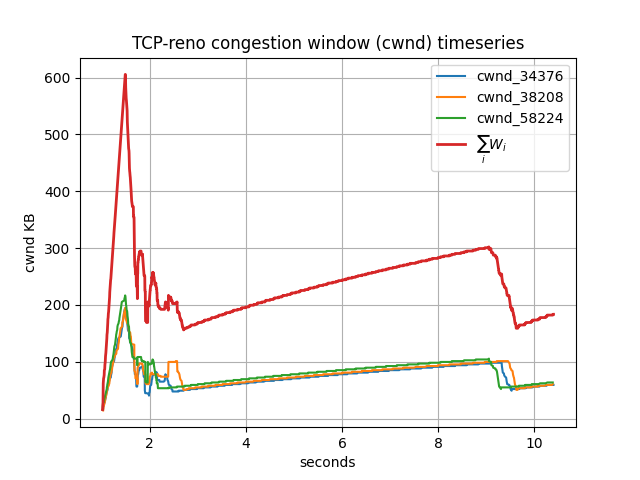 TCP-reno congestion window (cwnd) timeseries
cwnd_34376
cwnd_38208
cwnd_58224
∑ᵢ Wᵢ
cwnd KB
600
500
400
300
200
100
0
2
4
6
8
10
seconds